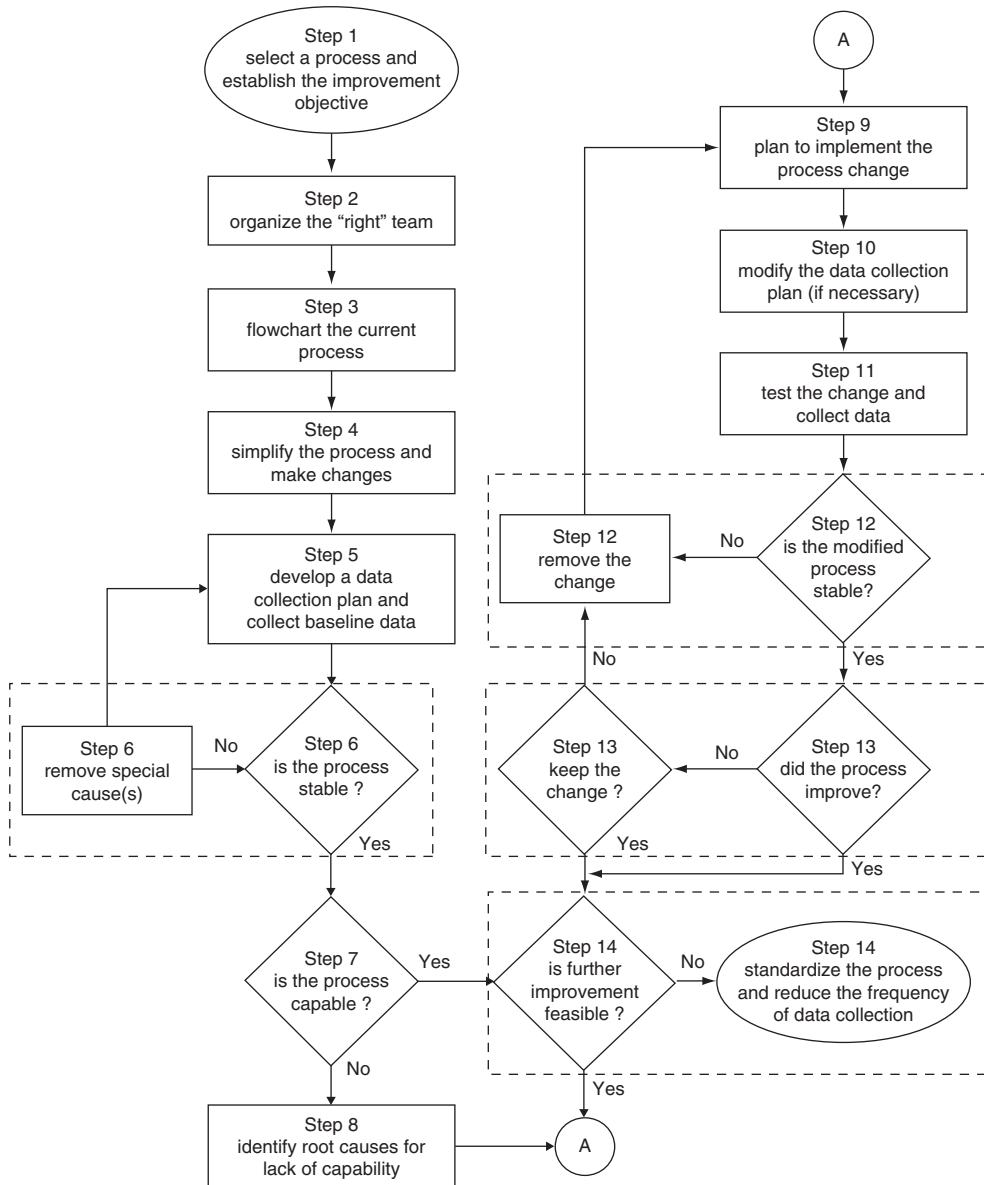 Step 1
select a process and
establish the improvement
objective
Step 2
organize the “right” team
Step 3
flowchart the current
process
Step 4
simplify the process and
make changes
Step 5
develop a data
collection plan and
collect baseline data
Step 6
remove special
cause(s)
No
Step 6
is the process
stable ?
Yes
Step 7
is the process
capable ?
Yes
No
Step 8
identify root causes for
lack of capability
A
Step 9
plan to implement the
process change
Step 10
modify the data collection
plan (if necessary)
Step 11
test the change and
collect data
Step 12
remove the
change
No
Step 12
is the modified
process
stable?
Yes
No
Step 13
keep the
change ?
No
Step 13
did the process
improve?
Yes
Yes
Step 14
is further
improvement
feasible ?
No
Step 14
standardize the process
and reduce the frequency
of data collection
Yes
A